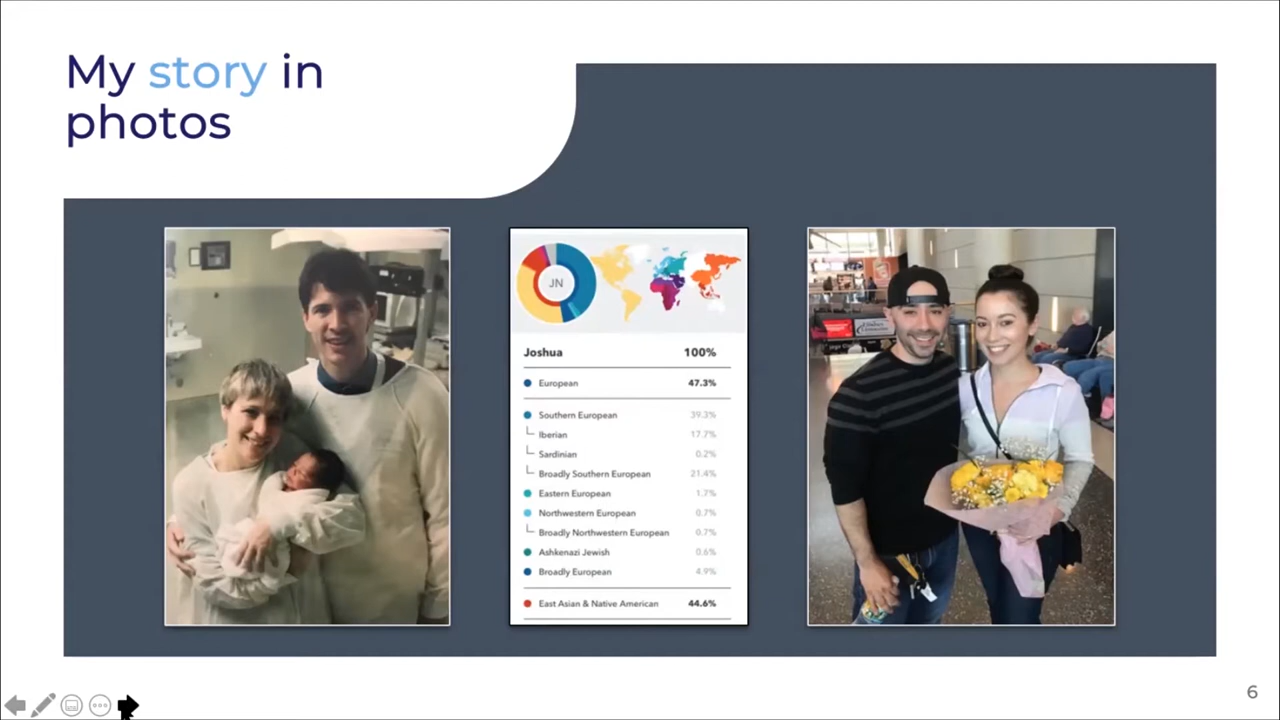 My story in
photos
JN
Joshua 100%
European 47.3%
Southern European 39.3%
Iberian 17.7%
Sardinian 0.2%
Broadly Southern European 21.4%
Eastern European 1.7%
Northwestern European 0.7%
Broadly Northwestern European 0.7%
Ashkenazi Jewish 0.6%
Broadly European 4.9%
East Asian & Native American 44.6%
6